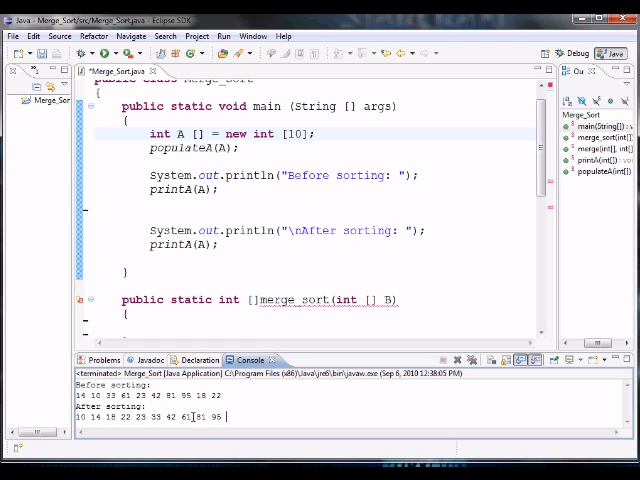 Java - Merge_Sort/src/Merge_Sort.java - Eclipse SDK
File Edit Source Refactor Navigate Search Project Run Window Help
Debug Java
*Merge_Sort.java
Ou
Merge_Sor
public class Merge_Sort
{
public static void main (String [] args)
{
int A [] = new int [10];
populateA(A);
System.out.println("Before sorting: ");
printA(A);
System.out.println("\nAfter sorting: ");
printA(A);
}
public static int []merge_sort(int [] B)
{
Merge_Sort
main(String[])
merge_sort(int[
merge(int[], int
printA(int[])
populateA(int[]
Problems Javadoc Declaration Console
<terminated> Merge_Sort [Java Application] C:\Program Files (x86)\Java\jre6\bin\javaw.exe (Sep 6, 2010 12:38:05 PM)
Before sorting:
14 10 33 61 23 42 81 95 18 22
After sorting:
10 14 18 22 23 33 42 61 81 95